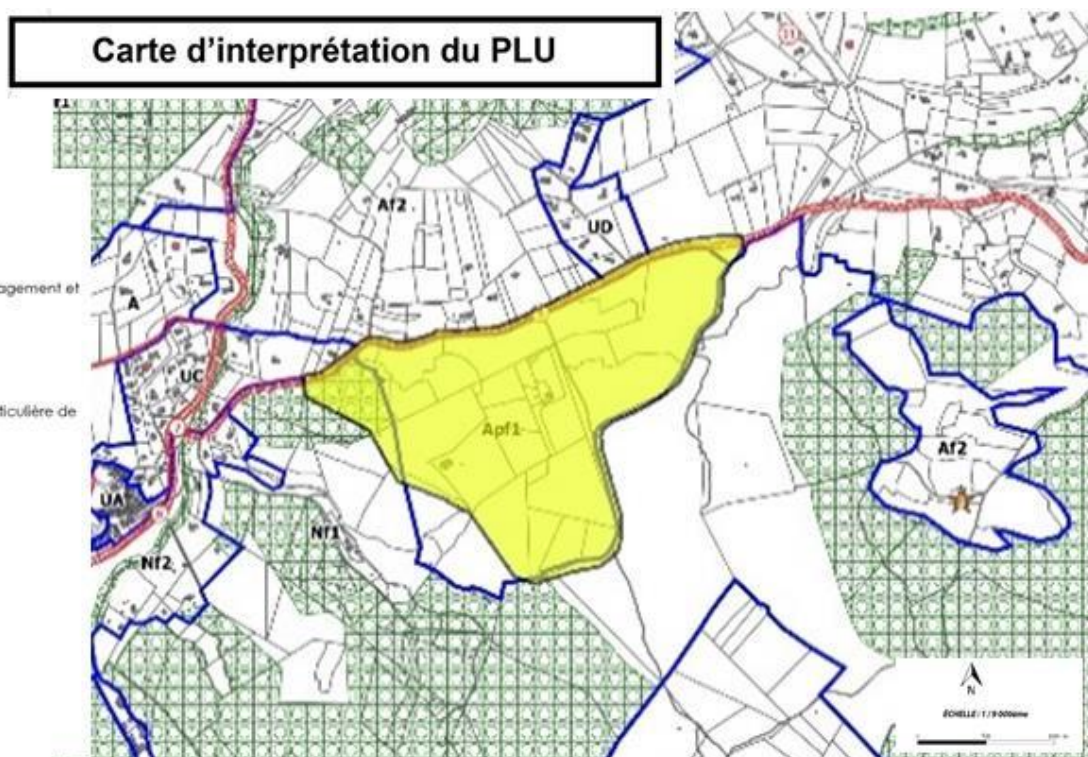 Carte d'interprétation du PLU
Af2
UD
A
agement et
UC
ticulière de
Apf1
Af2
UA
Nf1
Nf2
N
ÉCHELLE : 1 / 9 000ème